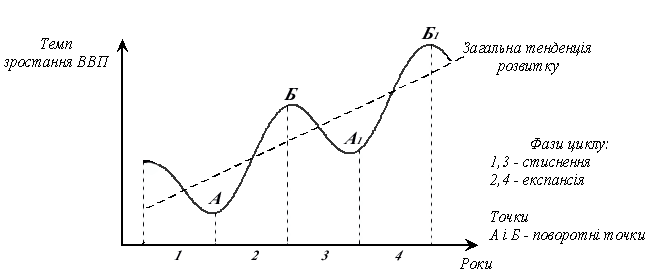 Темп
зростання ВВП
Б1
Загальна тенденція
розвитку
Б
А1
А
Фази циклу:
1,3 - стиснення
2,4 - експансія
Точки
А і Б - поворотні точки
1 2 3 4
Роки